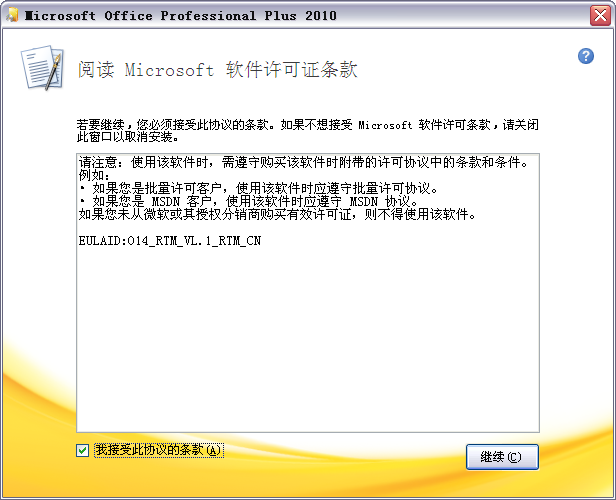 Microsoft Office Professional Plus 2010
阅读 Microsoft 软件许可证条款
若要继续，您必须接受此协议的条款。如果不想接受 Microsoft 软件许可条款，请关闭
此窗口以取消安装。
请注意：使用该软件时，需遵守购买该软件时附带的许可协议中的条款和条件。
例如：
• 如果您是批量许可客户，使用该软件时应遵守批量许可协议。
• 如果您是 MSDN 客户，使用该软件时应遵守 MSDN 协议。
如果您未从微软或其授权分销商购买有效许可证，则不得使用该软件。
EULAID:O14_RTM_VL.1_RTM_CN
我接受此协议的条款(A)
继续(C)